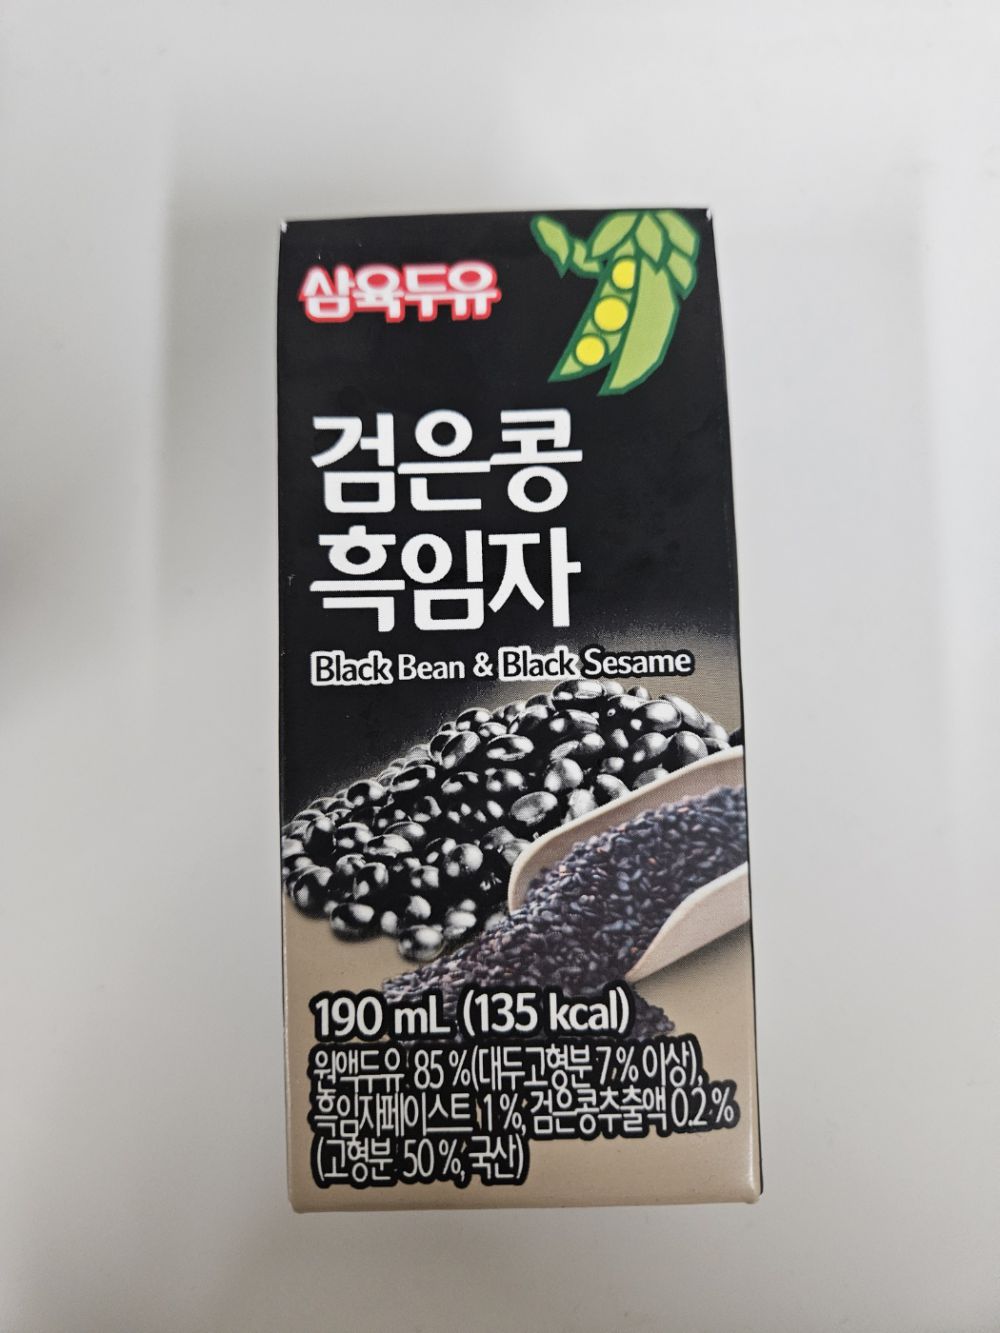 삼육두유
검은콩
흑임자
Black Bean & Black Sesame
190 mL (135 kcal)
원액두유 85 %(대두고형분 7 % 이상),
흑임자페이스트 1 %, 검은콩추출액 0.2 %
(고형분 50 %, 국산)